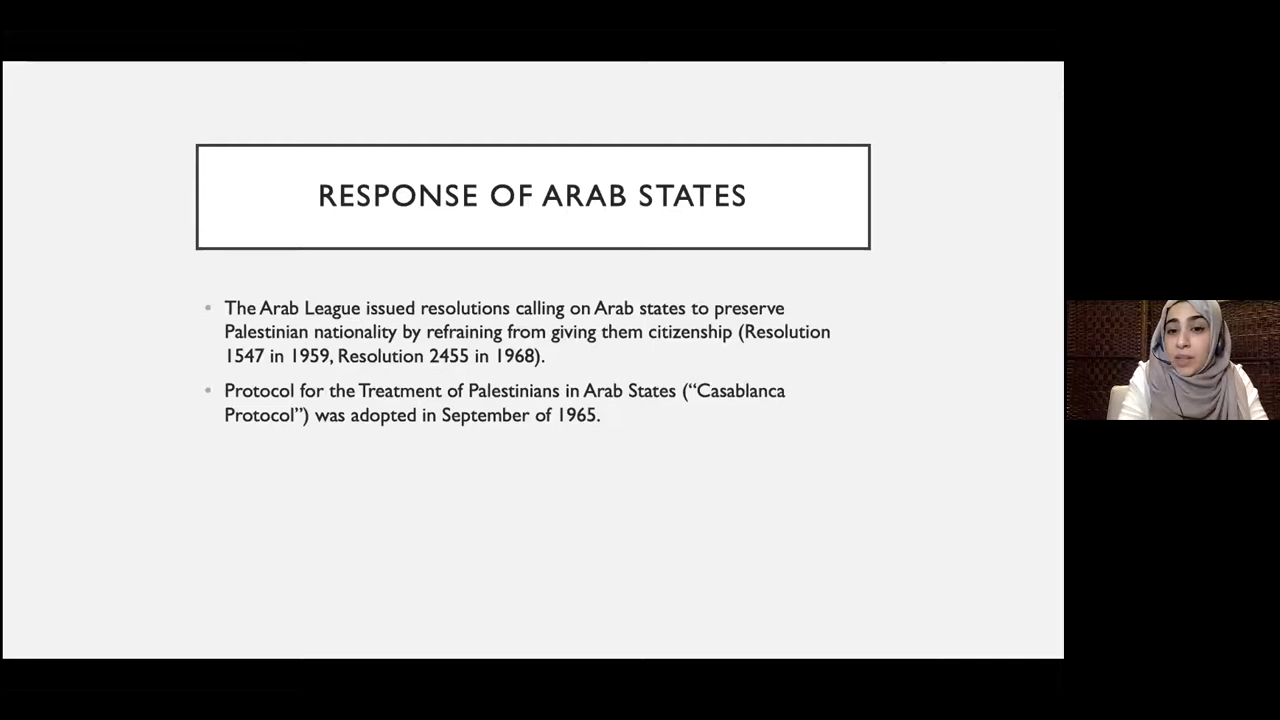 RESPONSE OF ARAB STATES
• The Arab League issued resolutions calling on Arab states to preserve
Palestinian nationality by refraining from giving them citizenship (Resolution
1547 in 1959, Resolution 2455 in 1968).
• Protocol for the Treatment of Palestinians in Arab States (“Casablanca
Protocol”) was adopted in September of 1965.